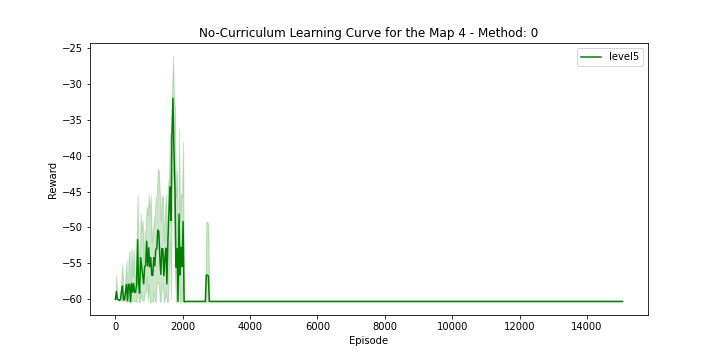 No-Curriculum Learning Curve for the Map 4 - Method: 0
level5
Reward
−25
−30
−35
−40
−45
−50
−55
−60
0 2000 4000 6000 8000 10000 12000 14000
Episode